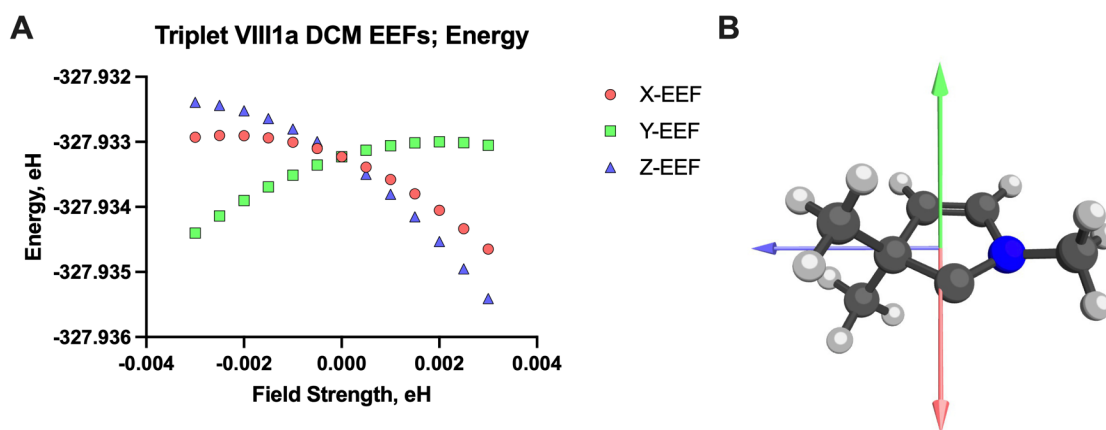 A
Triplet VIII1a DCM EEFs; Energy
-327.932
-327.933
-327.934
-327.935
-327.936
Energy, eH
-0.004
-0.002
0.000
0.002
0.004
Field Strength, eH
X-EEF
Y-EEF
Z-EEF
B